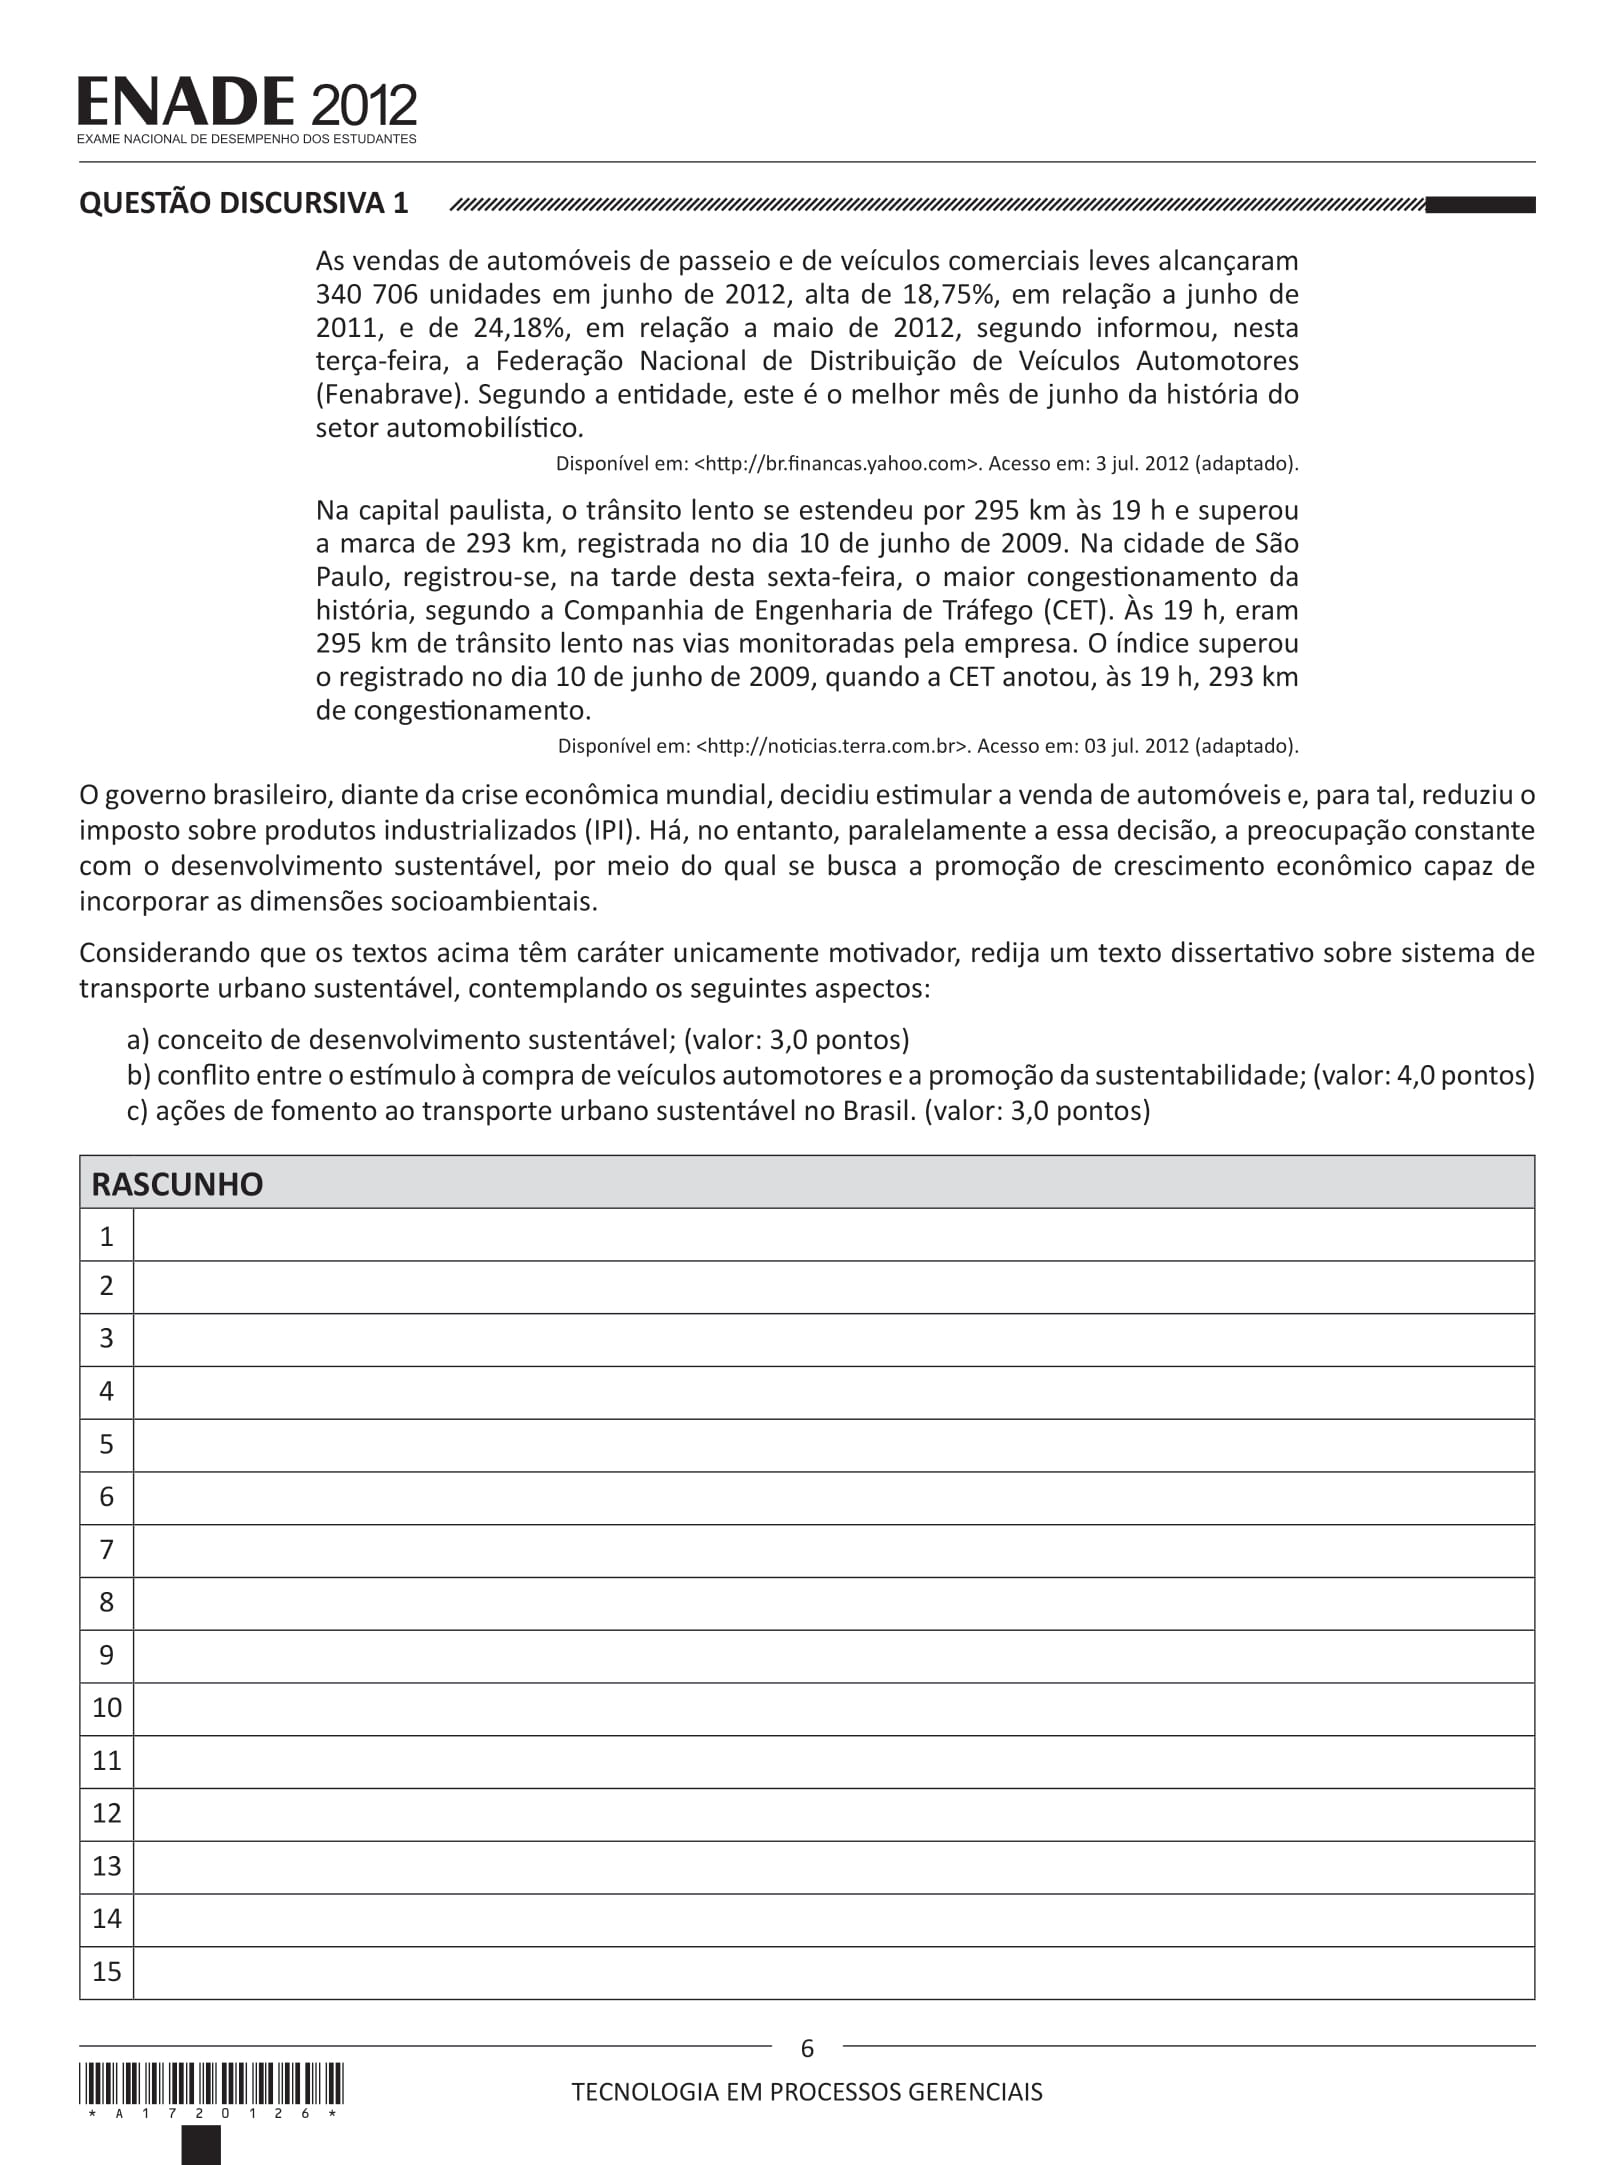 ENADE 2012
EXAME NACIONAL DE DESEMPENHO DOS ESTUDANTES
QUESTÃO DISCURSIVA 1
As vendas de automóveis de passeio e de veículos comerciais leves alcançaram
340 706 unidades em junho de 2012, alta de 18,75%, em relação a junho de
2011, e de 24,18%, em relação a maio de 2012, segundo informou, nesta
terça-feira, a Federação Nacional de Distribuição de Veículos Automotores
(Fenabrave). Segundo a entidade, este é o melhor mês de junho da história do
setor automobilístico.
Disponível em: <http://br.financas.yahoo.com>. Acesso em: 3 jul. 2012 (adaptado).
Na capital paulista, o trânsito lento se estendeu por 295 km às 19 h e superou
a marca de 293 km, registrada no dia 10 de junho de 2009. Na cidade de São
Paulo, registrou-se, na tarde desta sexta-feira, o maior congestionamento da
história, segundo a Companhia de Engenharia de Tráfego (CET). Às 19 h, eram
295 km de trânsito lento nas vias monitoradas pela empresa. O índice superou
o registrado no dia 10 de junho de 2009, quando a CET anotou, às 19 h, 293 km
de congestionamento.
Disponível em: <http://noticias.terra.com.br>. Acesso em: 03 jul. 2012 (adaptado).
O governo brasileiro, diante da crise econômica mundial, decidiu estimular a venda de automóveis e, para tal, reduziu o
imposto sobre produtos industrializados (IPI). Há, no entanto, paralelamente a essa decisão, a preocupação constante
com o desenvolvimento sustentável, por meio do qual se busca a promoção de crescimento econômico capaz de
incorporar as dimensões socioambientais.
Considerando que os textos acima têm caráter unicamente motivador, redija um texto dissertativo sobre sistema de
transporte urbano sustentável, contemplando os seguintes aspectos:
a) conceito de desenvolvimento sustentável; (valor: 3,0 pontos)
b) conflito entre o estímulo à compra de veículos automotores e a promoção da sustentabilidade; (valor: 4,0 pontos)
c) ações de fomento ao transporte urbano sustentável no Brasil. (valor: 3,0 pontos)
RASCUNHO
1
2
3
4
5
6
7
8
9
10
11
12
13
14
15
6
TECNOLOGIA EM PROCESSOS GERENCIAIS
* A 1 7 2 0 1 2 6 *